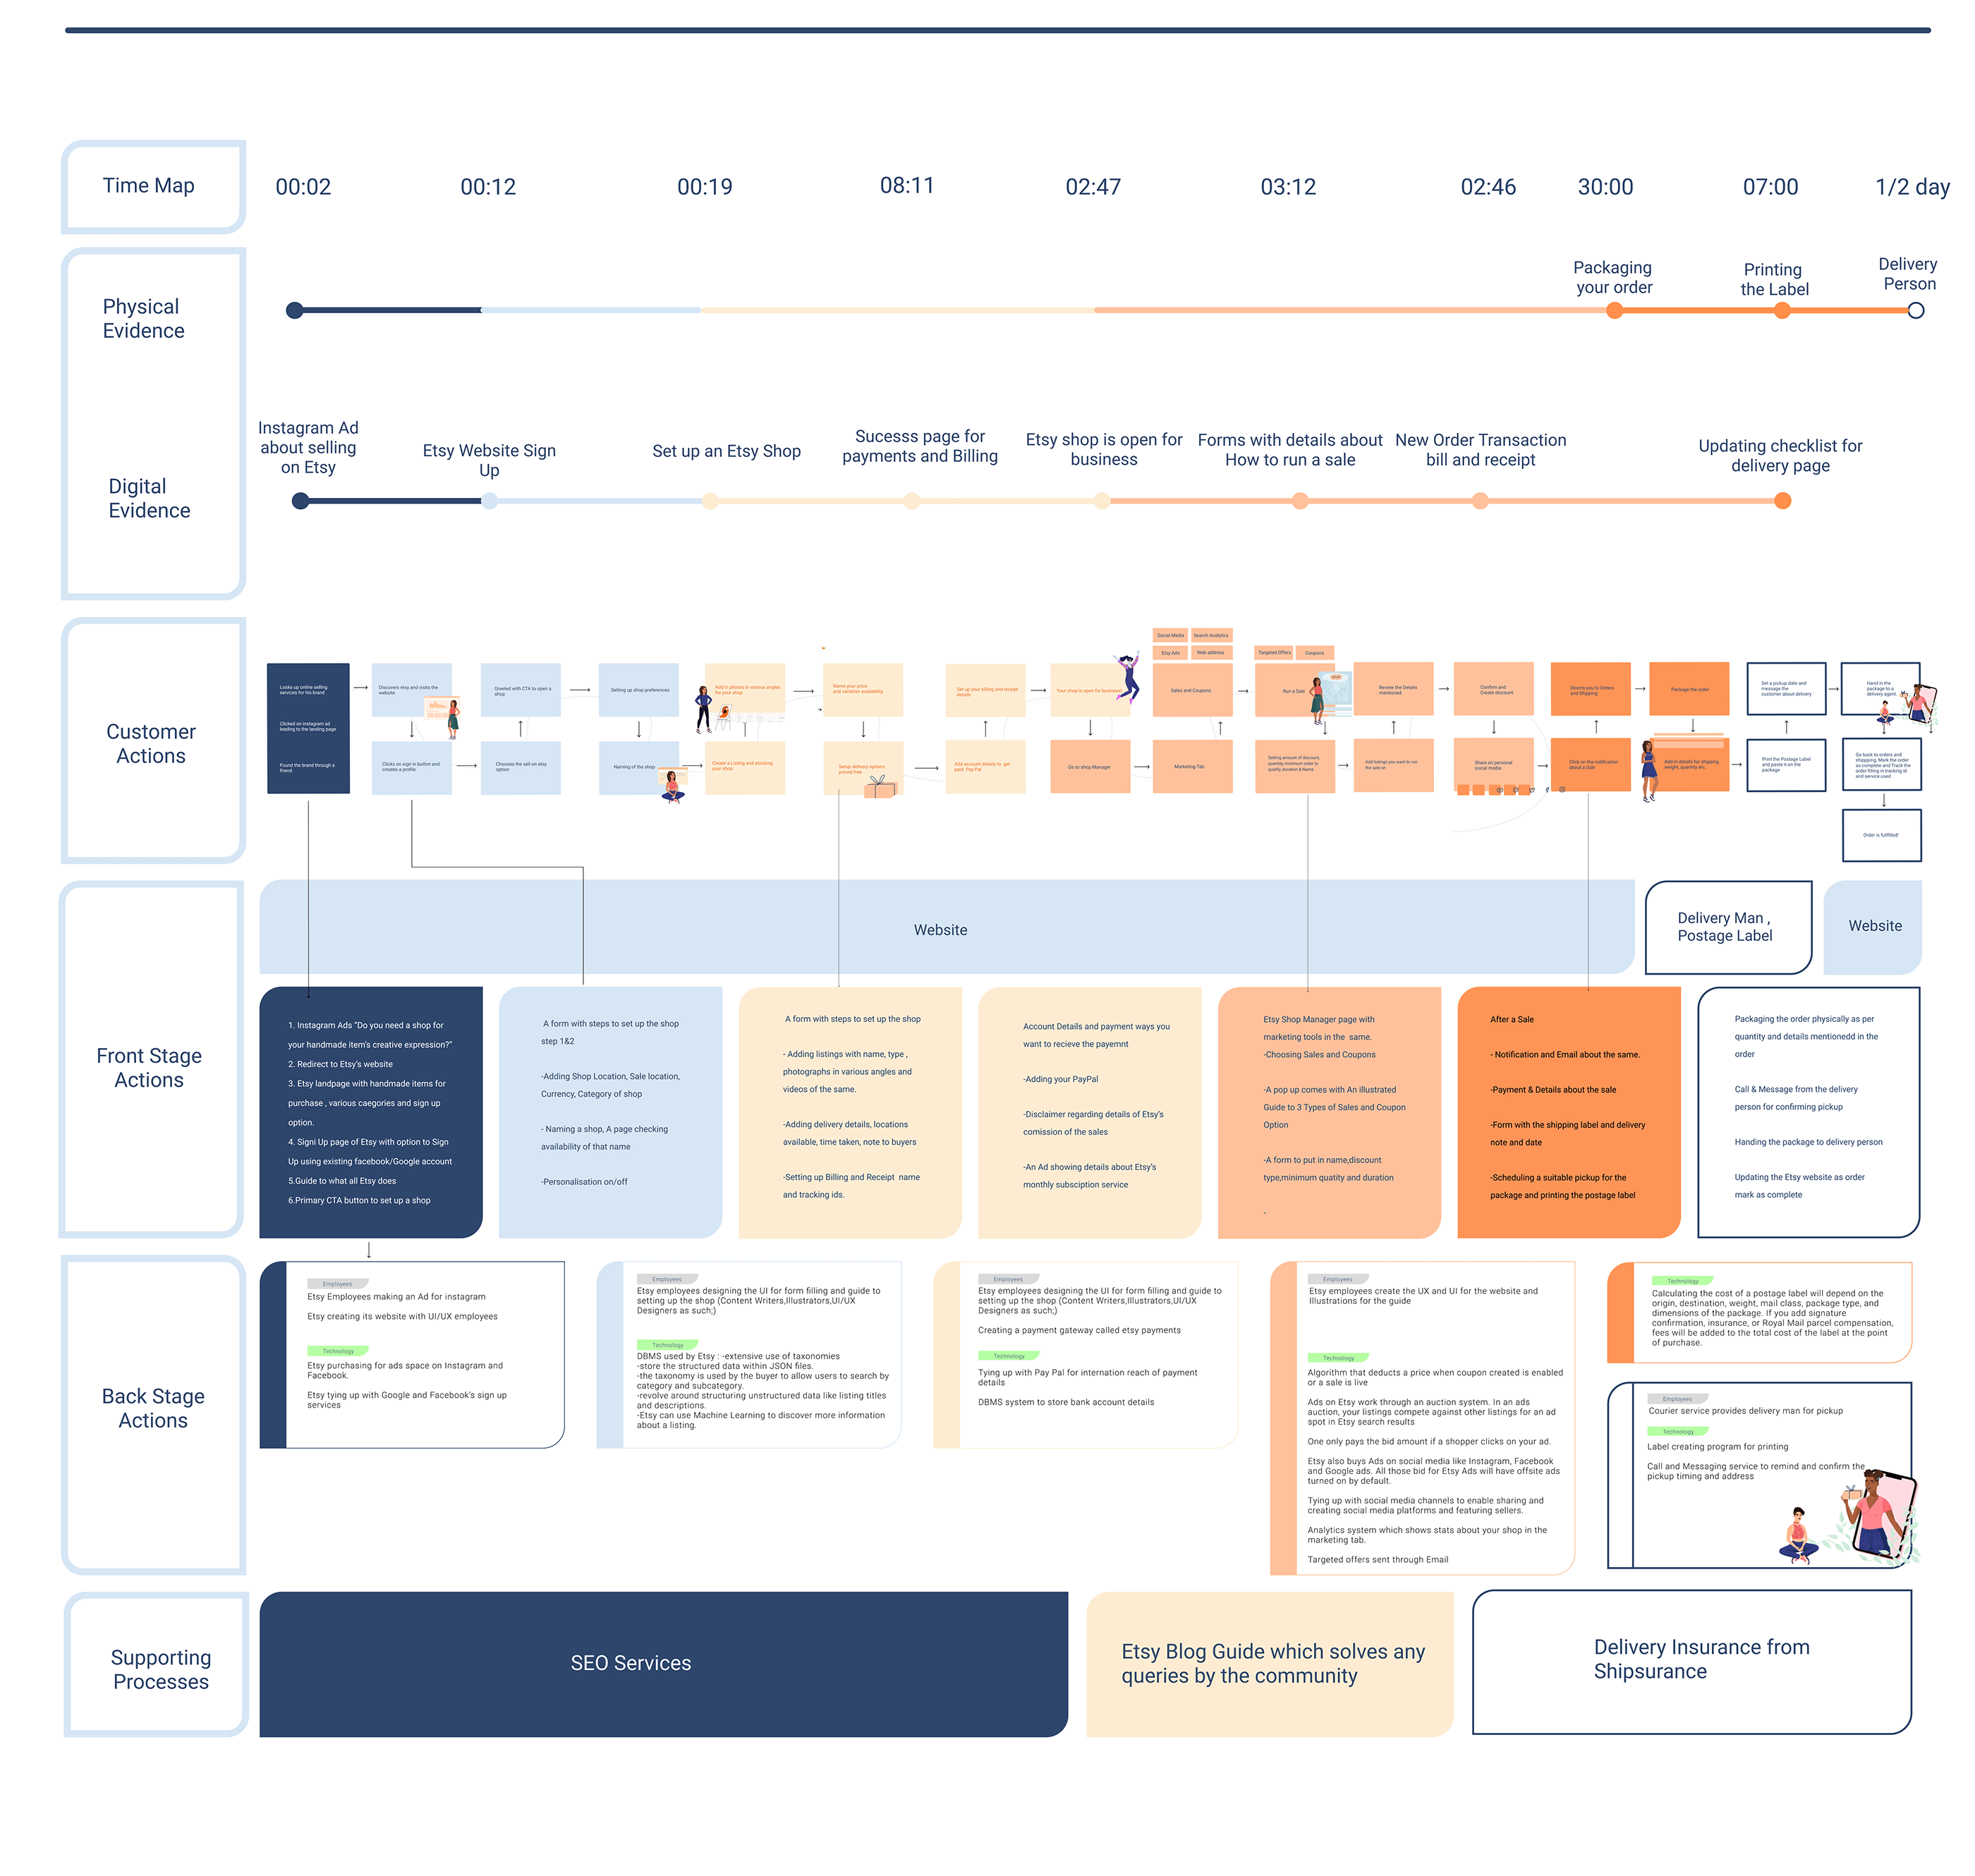 Time Map
00:02
00:12
00:19
08:11
02:47
03:12
02:46
30:00
07:00
1/2 day
Physical
Evidence
Packaging
your order
Printing
the Label
Delivery
Person
Digital
Evidence
Instagram Ad
about selling
on Etsy
Etsy Website Sign
Up
Set up an Etsy Shop
Sucesss page for
payments and Billing
Etsy shop is open for
business
Forms with details about
How to run a sale
New Order Transaction
bill and receipt
Updating checklist for
delivery page
Customer
Actions
Looks up online selling
services for his brand
Clicked on instagram ad
leading to the landing page
Found the brand through a
friend.
Discovers etsy and visits the
website
Clicks on sign in button and
creates a profile
Greeted with CTA to open a
shop
Chooses the sell on etsy
option
Setting up shop preferences
Naming of the shop
Add in photos in various angles
for your shop
Create a Listing and stocking
your shop
Name your price
and variation availability
Setup delivery options
priced/free
Set up your billing and receipt
details
Add account details to get
paid, Pay Pal
Your shop is open for business!
Go to shop Manager
Social Media
Search Analytics
Etsy Ads
Web address
Sales and Coupons
Marketing Tab
Targeted Offers
Coupons
Run a Sale
Setting amount of discount,
quantity, minimum order to
qualify, duration & Name
Review the Details
mentioned
Add listings you want to run
the sale on
Confirm and
Create discount
Share on personal
social media
Directs you to Orders
and Shipping
Click on the notification
about a Sale
Package the order
Add in details for shipping
weight, quantity etc.
Set a pickup date and
message the
customer about delivery
Print the Postage Label
and paste it on the
package
Hand in the
package to a
delivery agent.
Go back to orders and
shippiing, Mark the order
as complete and Track the
order filling in tracking id
and service used
Order is fullfilled!
Front Stage
Actions
Website
Delivery Man ,
Postage Label
Website
1. Instagram Ads “Do you need a shop for
your handmade item’s creative expression?”
2. Redirect to Etsy’s website
3. Etsy landpage with handmade items for
purchase , various caegories and sign up
option.
4. Signi Up page of Etsy with option to Sign
Up using existing facebook/Google account
5.Guide to what all Etsy does
6.Primary CTA button to set up a shop
A form with steps to set up the shop
step 1&2
-Adding Shop Location, Sale location,
Currency, Category of shop
- Naming a shop, A page checking
availability of that name
-Personalisation on/off
A form with steps to set up the shop
- Adding listings with name, type ,
photographs in various angles and
videos of the same.
-Adding delivery details, locations
available, time taken, note to buyers
-Setting up Billing and Receipt name
and tracking ids.
Account Details and payment ways you
want to recieve the payemnt
-Adding your PayPal
-Disclaimer regarding details of Etsy’s
comission of the sales
-An Ad showing details about Etsy’s
monthly subsciption service
Etsy Shop Manager page with
marketing tools in the same.
-Choosing Sales and Coupons
-A pop up comes with An illustrated
Guide to 3 Types of Sales and Coupon
Option
-A form to put in name,discount
type,minimum quatity and duration
-
After a Sale
- Notification and Email about the same.
-Payment & Details about the sale
-Form with the shipping label and delivery
note and date
-Scheduling a suitable pickup for the
package and printing the postage label
Packaging the order physically as per
quantity and details mentionedd in the
order
Call & Message from the delivery
person for confirming pickup
Handing the package to delivery person
Updating the Etsy website as order
mark as complete
Back Stage
Actions
Employees
Etsy Employees making an Ad for instagram
Etsy creating its website with UI/UX employees
Technology
Etsy purchasing for ads space on Instagram and
Facebook.
Etsy tying up with Google and Facebook’s sign up
services
Employees
Etsy employees designing the UI for form filling and guide to
setting up the shop (Content Writers,Illustrators,UI/UX
Designers as such;)
Technology
DBMS used by Etsy : -extensive use of taxonomies
-store the structured data within JSON files.
-the taxonomy is used by the buyer to allow users to search by
category and subcategory.
-revolve around structuring unstructured data like listing titles
and descriptions.
-Etsy can use Machine Learning to discover more information
about a listing.
Employees
Etsy employees designing the UI for form filling and guide to
setting up the shop (Content Writers,Illustrators,UI/UX
Designers as such;)
Creating a payment gateway called etsy payments
Technology
Tying up with Pay Pal for internation reach of payment
details
DBMS system to store bank account details
Employees
Etsy employees create the UX and UI for the website and
Illustrations for the guide
Technology
Algorithm that deducts a price when coupon created is enabled
or a sale is live
Ads on Etsy work through an auction system. In an ads
auction, your listings compete against other listings for an ad
spot in Etsy search results
One only pays the bid amount if a shopper clicks on your ad.
Etsy also buys Ads on social media like Instagram, Facebook
and Google ads. All those bid for Etsy Ads will have offsite ads
turned on by default.
Tying up with social media channels to enable sharing and
creating social media platforms and featuring sellers.
Analytics system which shows stats about your shop in the
marketing tab.
Targeted offers sent through Email
Technology
Calculating the cost of a postage label will depend on the
origin, destination, weight, mail class, package type, and
dimensions of the package. If you add signature
confirmation, insurance, or Royal Mail parcel compensation,
fees will be added to the total cost of the label at the point
of purchase.
Employees
Courier service provides delivery man for pickup
Technology
Label creating program for printing
Call and Messaging service to remind and confirm the
pickup timing and address
Supporting
Processes
SEO Services
Etsy Blog Guide which solves any
queries by the community
Delivery Insurance from
Shipsurance